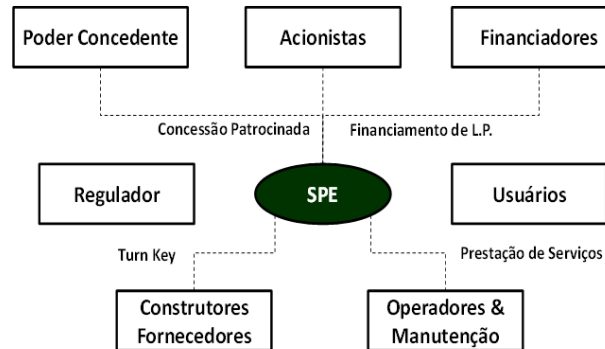 Poder Concedente
Acionistas
Financiadores
Concessão Patrocinada
Financiamento de L.P.
Regulador
SPE
Usuários
Turn Key
Prestação de Serviços
Construtores
Fornecedores
Operadores &
Manutenção